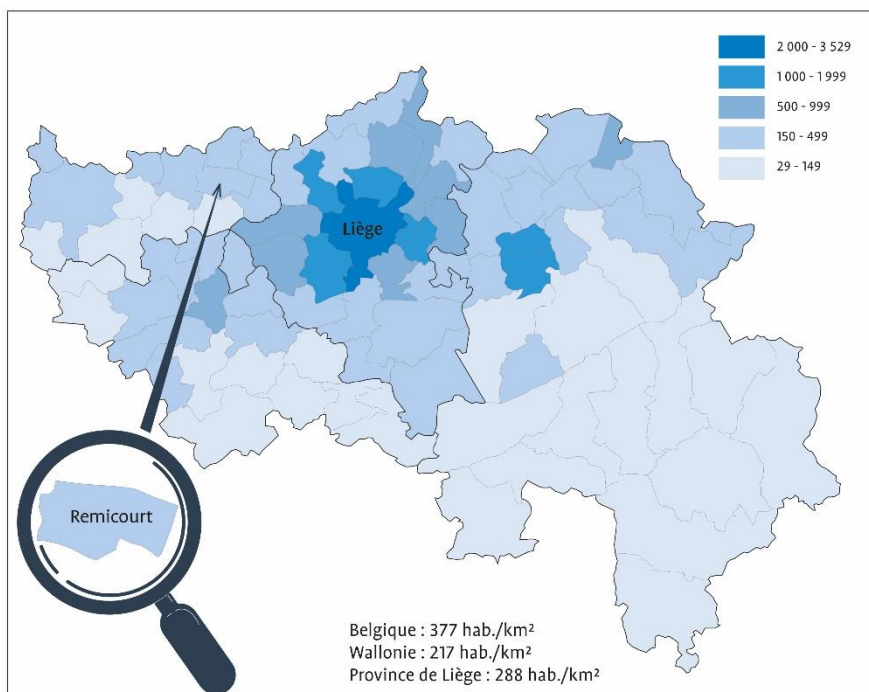 2 000 - 3 529
1 000 - 1 999
500 - 999
150 - 499
29 - 149
Liège
Remicourt
Belgique : 377 hab./km²
Wallonie : 217 hab./km²
Province de Liège : 288 hab./km²